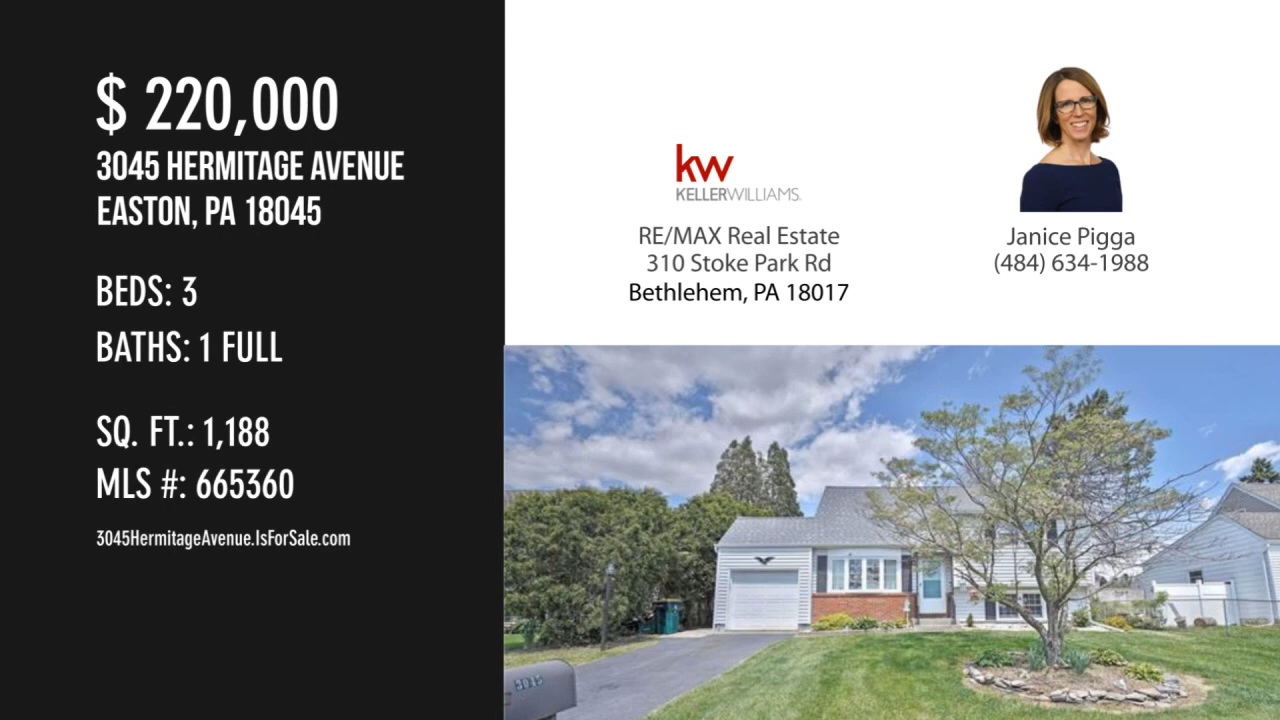 $ 220,000
3045 HERMITAGE AVENUE
EASTON, PA 18045
BEDS: 3
BATHS: 1 FULL
SQ. FT.: 1,188
MLS #: 665360
3045HermitageAvenue.IsForSale.com
kw
KELLERWILLIAMS.
RE/MAX Real Estate
310 Stoke Park Rd
Bethlehem, PA 18017
Janice Pigga
(484) 634-1988
3045